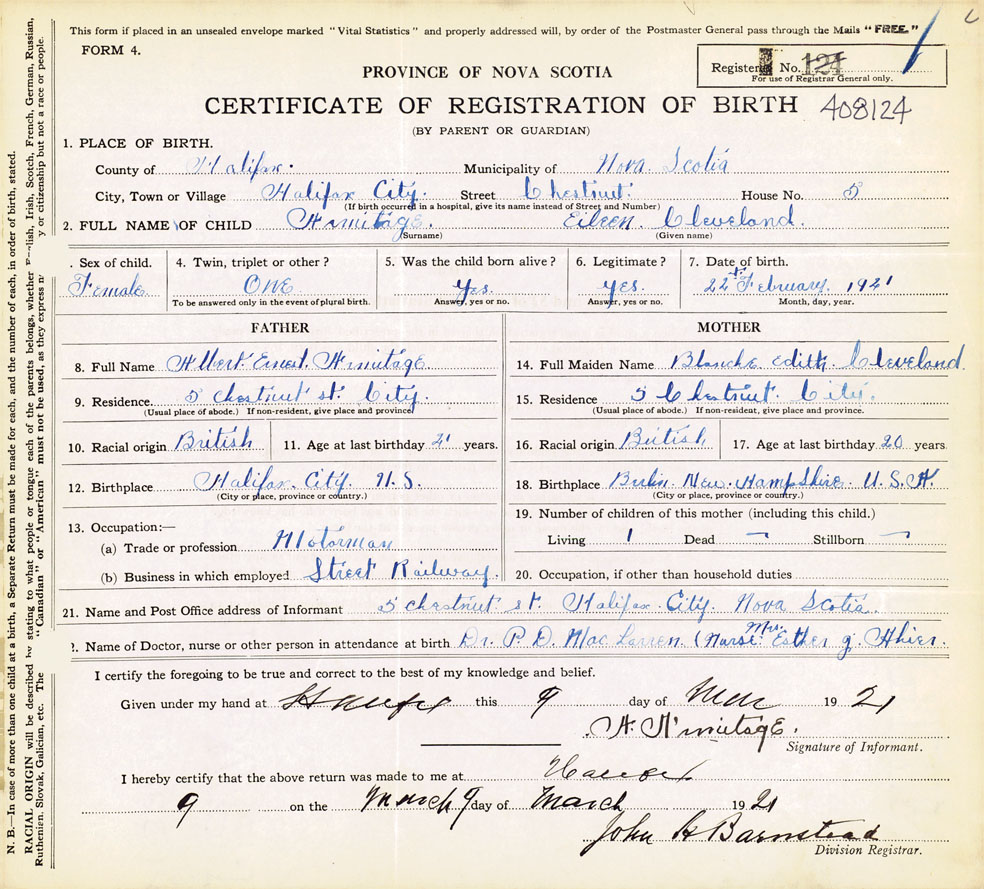 This form if placed in an unsealed envelope marked "Vital Statistics" and properly addressed will, by order of the Postmaster General pass through the Mails "FREE."
FORM 4.
Registered No. 124
For use of Registrar General only.
PROVINCE OF NOVA SCOTIA
CERTIFICATE OF REGISTRATION OF BIRTH 408124
(BY PARENT OR GUARDIAN)
1. PLACE OF BIRTH.
County of Halifax. Municipality of Nova Scotia
City, Town or Village Halifax City. Street Chestnut House No. 5
(If birth occured in a hospital, give its name instead of Street and Number)
2. FULL NAME OF CHILD Armitage. Eileen. Cleveland.
(Surname) (Given name)
. Sex of child. 4. Twin, triplet or other ? 5. Was the child born alive ? 6. Legitimate ? 7. Date of birth.
Female. ONE yes. yes. 22nd February. 1921
To be answered only in the event of plural birth. Answer, yes or no. Answer, yes or no. Month, day, year.
FATHER MOTHER
8. Full Name Albert Ernest Armitage 14. Full Maiden Name Blanche Edith. Cleveland.
9. Residence. 5 chestnut st. City. 15. Residence 5 Chestnut. City.
(Usual place of abode.) If non-resident, give place and province (Usual place of abode.) If non-resident, give place and province.
10. Racial origin British 11. Age at last birthday 21 years. 16. Racial origin British 17. Age at last birthday 20 years.
12. Birthplace Halifax. City. N. S. 18. Birthplace Berlin. New. Hampshire. U. S. A.
(City or place, province or country.) (City or place, province or country.)
13. Occupation:— 19. Number of children of this mother (including this child.)
(a) Trade or profession Motorman Living 1 Dead — Stillborn —
(b) Business in which employed Street Railway. 20. Occupation, if other than household duties
21. Name and Post Office address of Informant 5 chestnut st. Halifax. City. Nova Scotia.
. Name of Doctor, nurse or other person in attendance at birth Dr. P. D. MacLarren. (Nurse. Mrs. Esther g.
I certify the foregoing to be true and correct to the best of my knowledge and belief.
Given under my hand at Halifax this 9 day of Mar 1921
A. Armitage.
Signature of Informant.
I hereby certify that the above return was made to me at Halifax
9 on the March 9 day of March 1921
John H Barnstead
Division Registrar.
N. B.—In case of more than one child at a birth, a Separate Return must be made for each, and the number of each, in order of birth, stated.
RACIAL ORIGIN will be described by stating to what people or tongue each of the parents belongs, whether English, Irish, Scotch, French, German, Russian,
Ruthenien, Slovak, Galician, etc. The "Canadian" or "American" must not be used, as they express
y or citizenship but not a race or people.